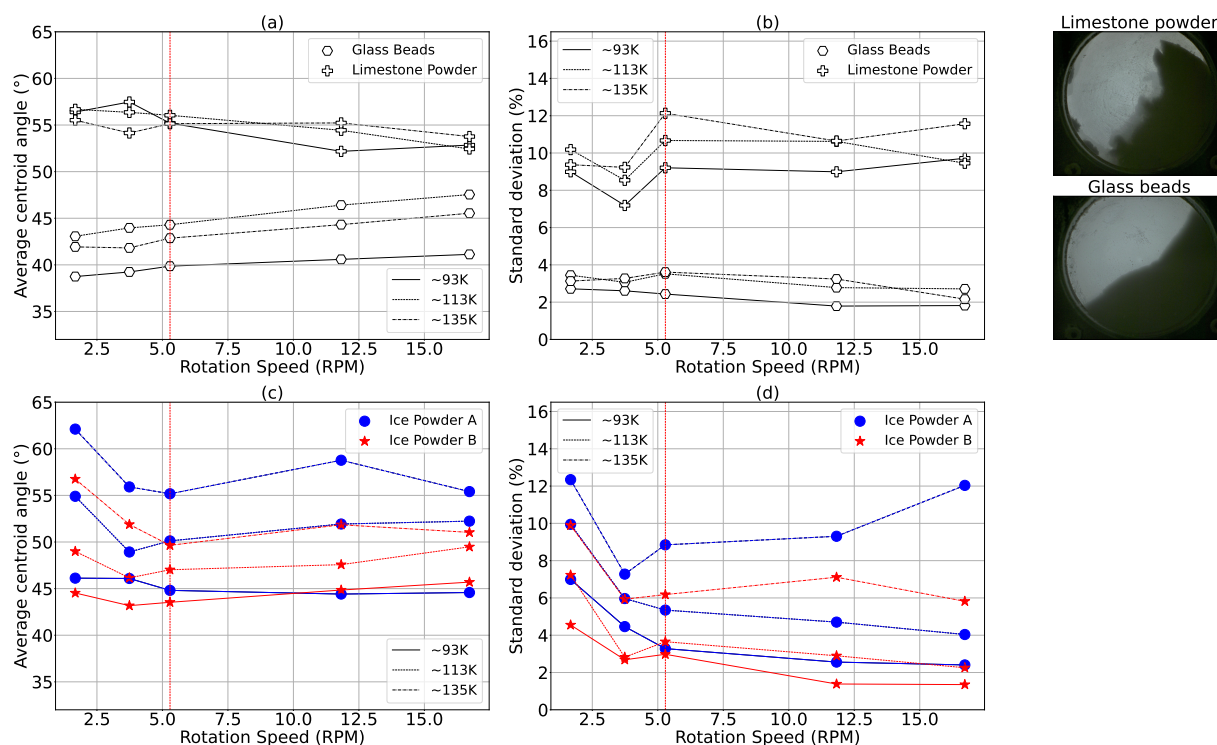 (a)
65
60
55
50
45
40
35
Average centroid angle (°)
Glass Beads
Limestone Powder
~93K
~113K
~135K
2.5 5.0 7.5 10.0 12.5 15.0
Rotation Speed (RPM)
(b)
16
14
12
10
8
6
4
2
0
Standard deviation (%)
~93K
~113K
~135K
Glass Beads
Limestone Powder
2.5 5.0 7.5 10.0 12.5 15.0
Rotation Speed (RPM)
Limestone powder
Glass beads
(c)
65
60
55
50
45
40
35
Average centroid angle (°)
Ice Powder A
Ice Powder B
~93K
~113K
~135K
2.5 5.0 7.5 10.0 12.5 15.0
Rotation Speed (RPM)
(d)
16
14
12
10
8
6
4
2
0
Standard deviation (%)
~93K
~113K
~135K
Ice Powder A
Ice Powder B
2.5 5.0 7.5 10.0 12.5 15.0
Rotation Speed (RPM)